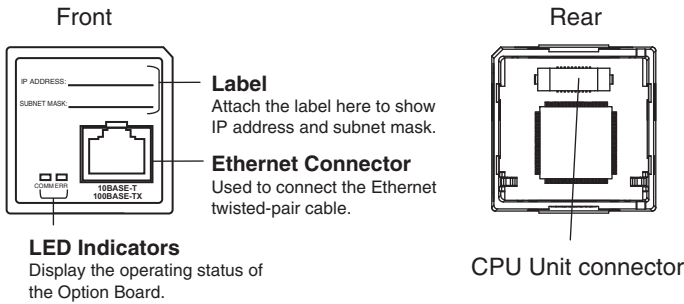 Front
Rear
IP ADDRESS:
SUBNET MASK:
COMM ERR
10BASE-T
100BASE-TX
Label
Attach the label here to show
IP address and subnet mask.
Ethernet Connector
Used to connect the Ethernet
twisted-pair cable.
LED Indicators
Display the operating status of
the Option Board.
CPU Unit connector